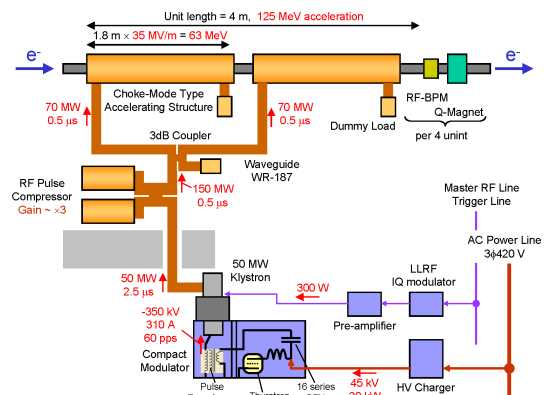 Unit length = 4 m, 125 MeV acceleration
1.8 m × 35 MV/m = 63 MeV
e-
e-
70 MW
0.5 µs
Choke-Mode Type
Accelerating Structure
70 MW
0.5 µs
RF-BPM
Q-Magnet
per 4 unint
Dummy Load
3dB Coupler
Waveguide
WR-187
RF Pulse
Compressor
Gain ~ ×3
150 MW
0.5 µs
Master RF Line
Trigger Line
AC Power Line
3ϕ420 V
50 MW
2.5 µs
50 MW
Klystron
300 W
LLRF
IQ modulator
Pre-amplifier
-350 kV
310 A
60 pps
Compact
Modulator
Pulse
16 series
45 kV
HV Charger